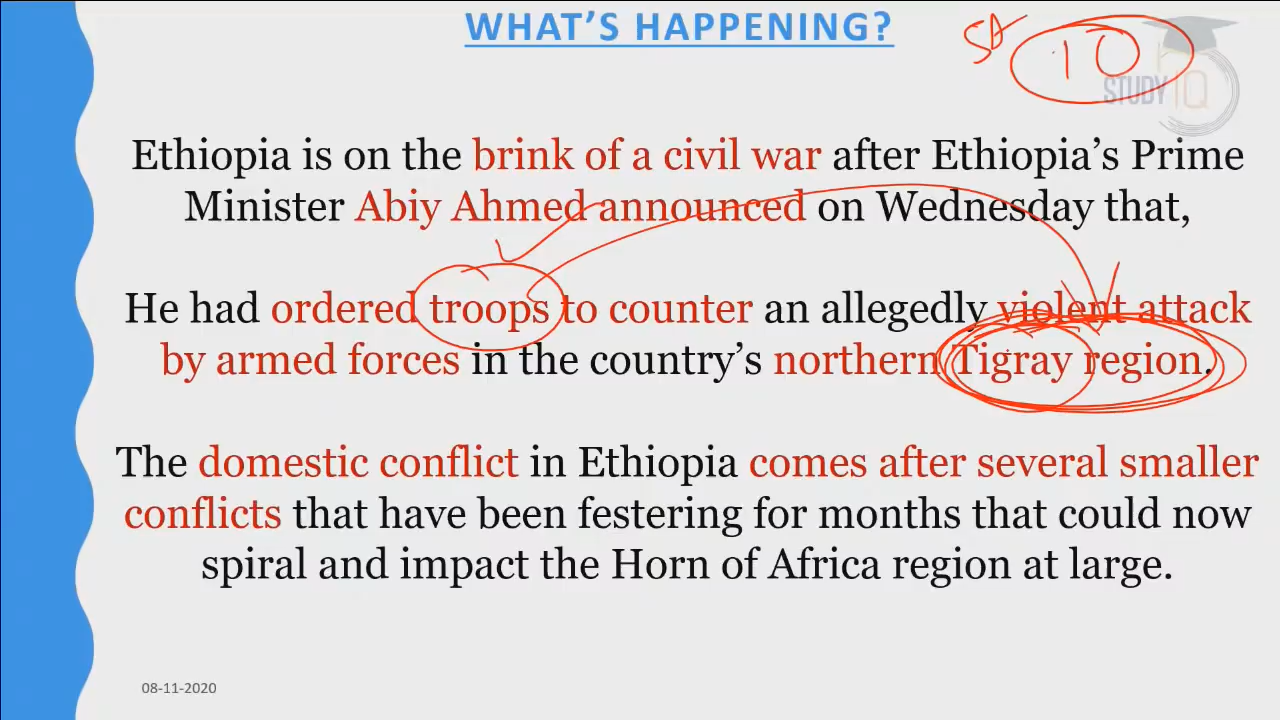 WHAT'S HAPPENING?
SA
10
STUDY IQ
Ethiopia is on the brink of a civil war after Ethiopia's Prime
Minister Abiy Ahmed announced on Wednesday that,
He had ordered troops to counter an allegedly violent attack
by armed forces in the country's northern Tigray region.
The domestic conflict in Ethiopia comes after several smaller
conflicts that have been festering for months that could now
spiral and impact the Horn of Africa region at large.
08-11-2020